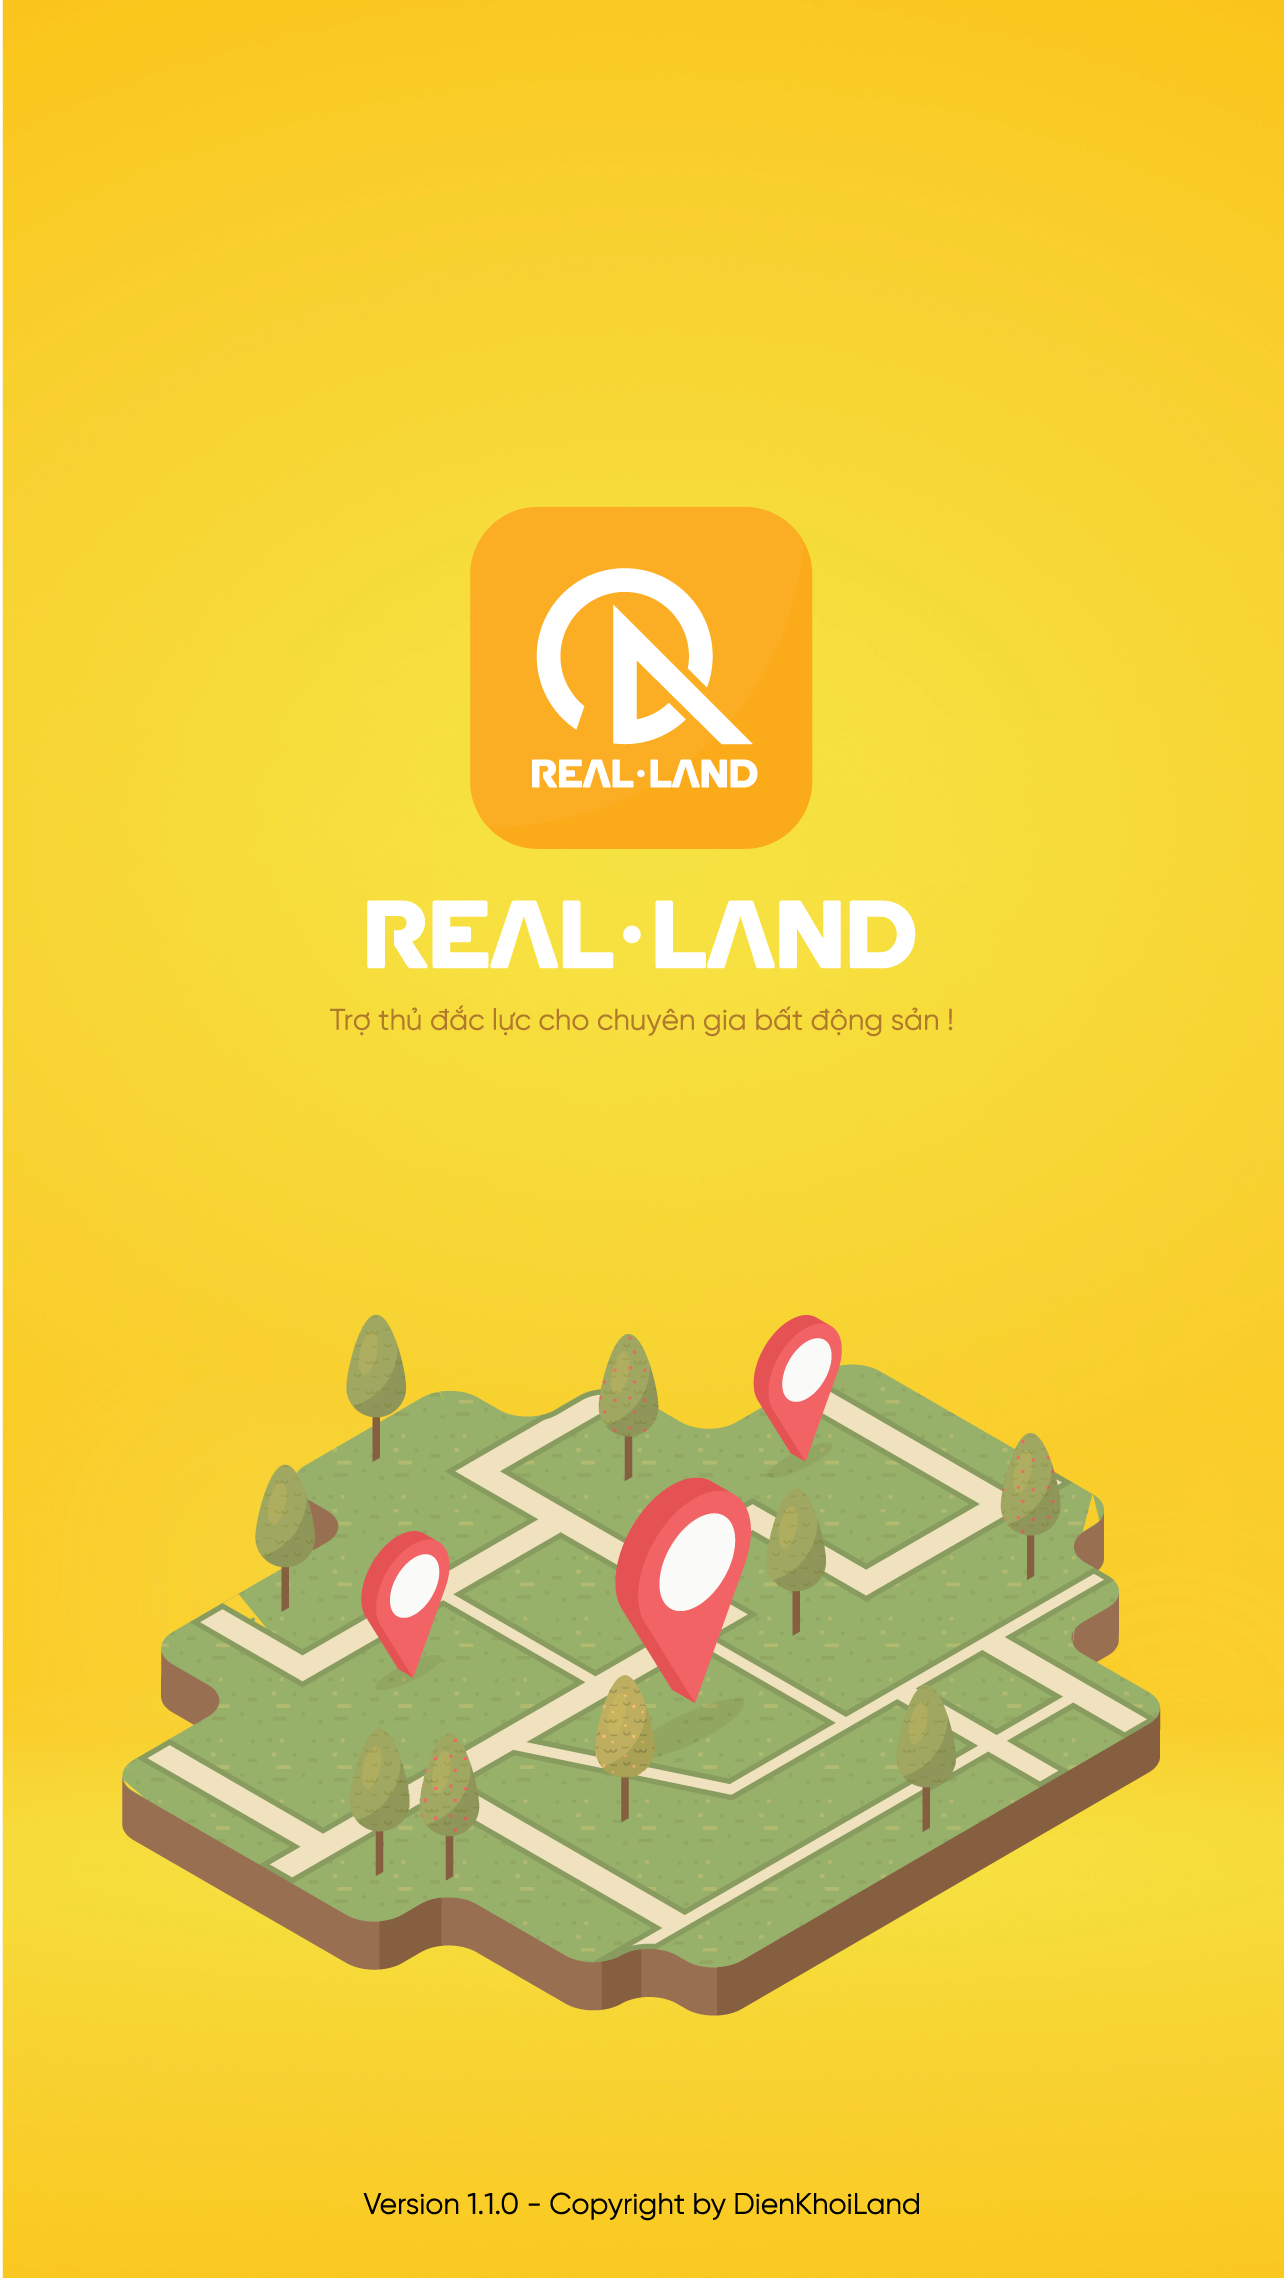 REAL·LAND
REAL·LAND
Trợ thủ đắc lực cho chuyên gia bất động sản !
Version 1.1.0 - Copyright by DienKhoiLand